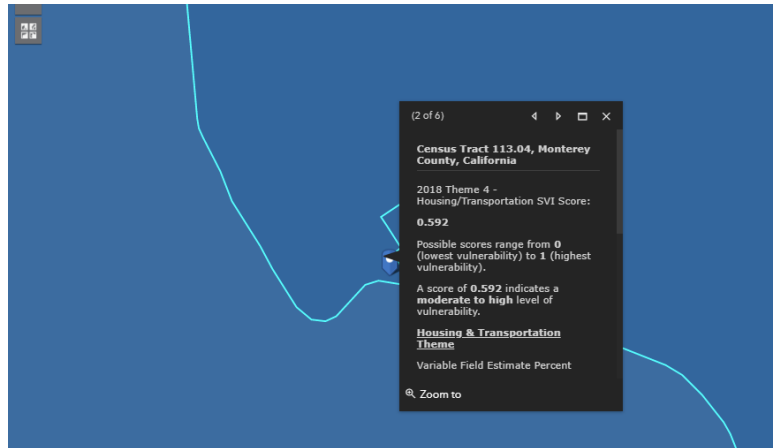 (2 of 6)
Census Tract 113.04, Monterey
County, California
2018 Theme 4 -
Housing/Transportation SVI Score:
0.592
Possible scores range from 0
(lowest vulnerability) to 1 (highest
vulnerability).
A score of 0.592 indicates a
moderate to high level of
vulnerability.
Housing & Transportation
Theme
Variable Field Estimate Percent
Zoom to